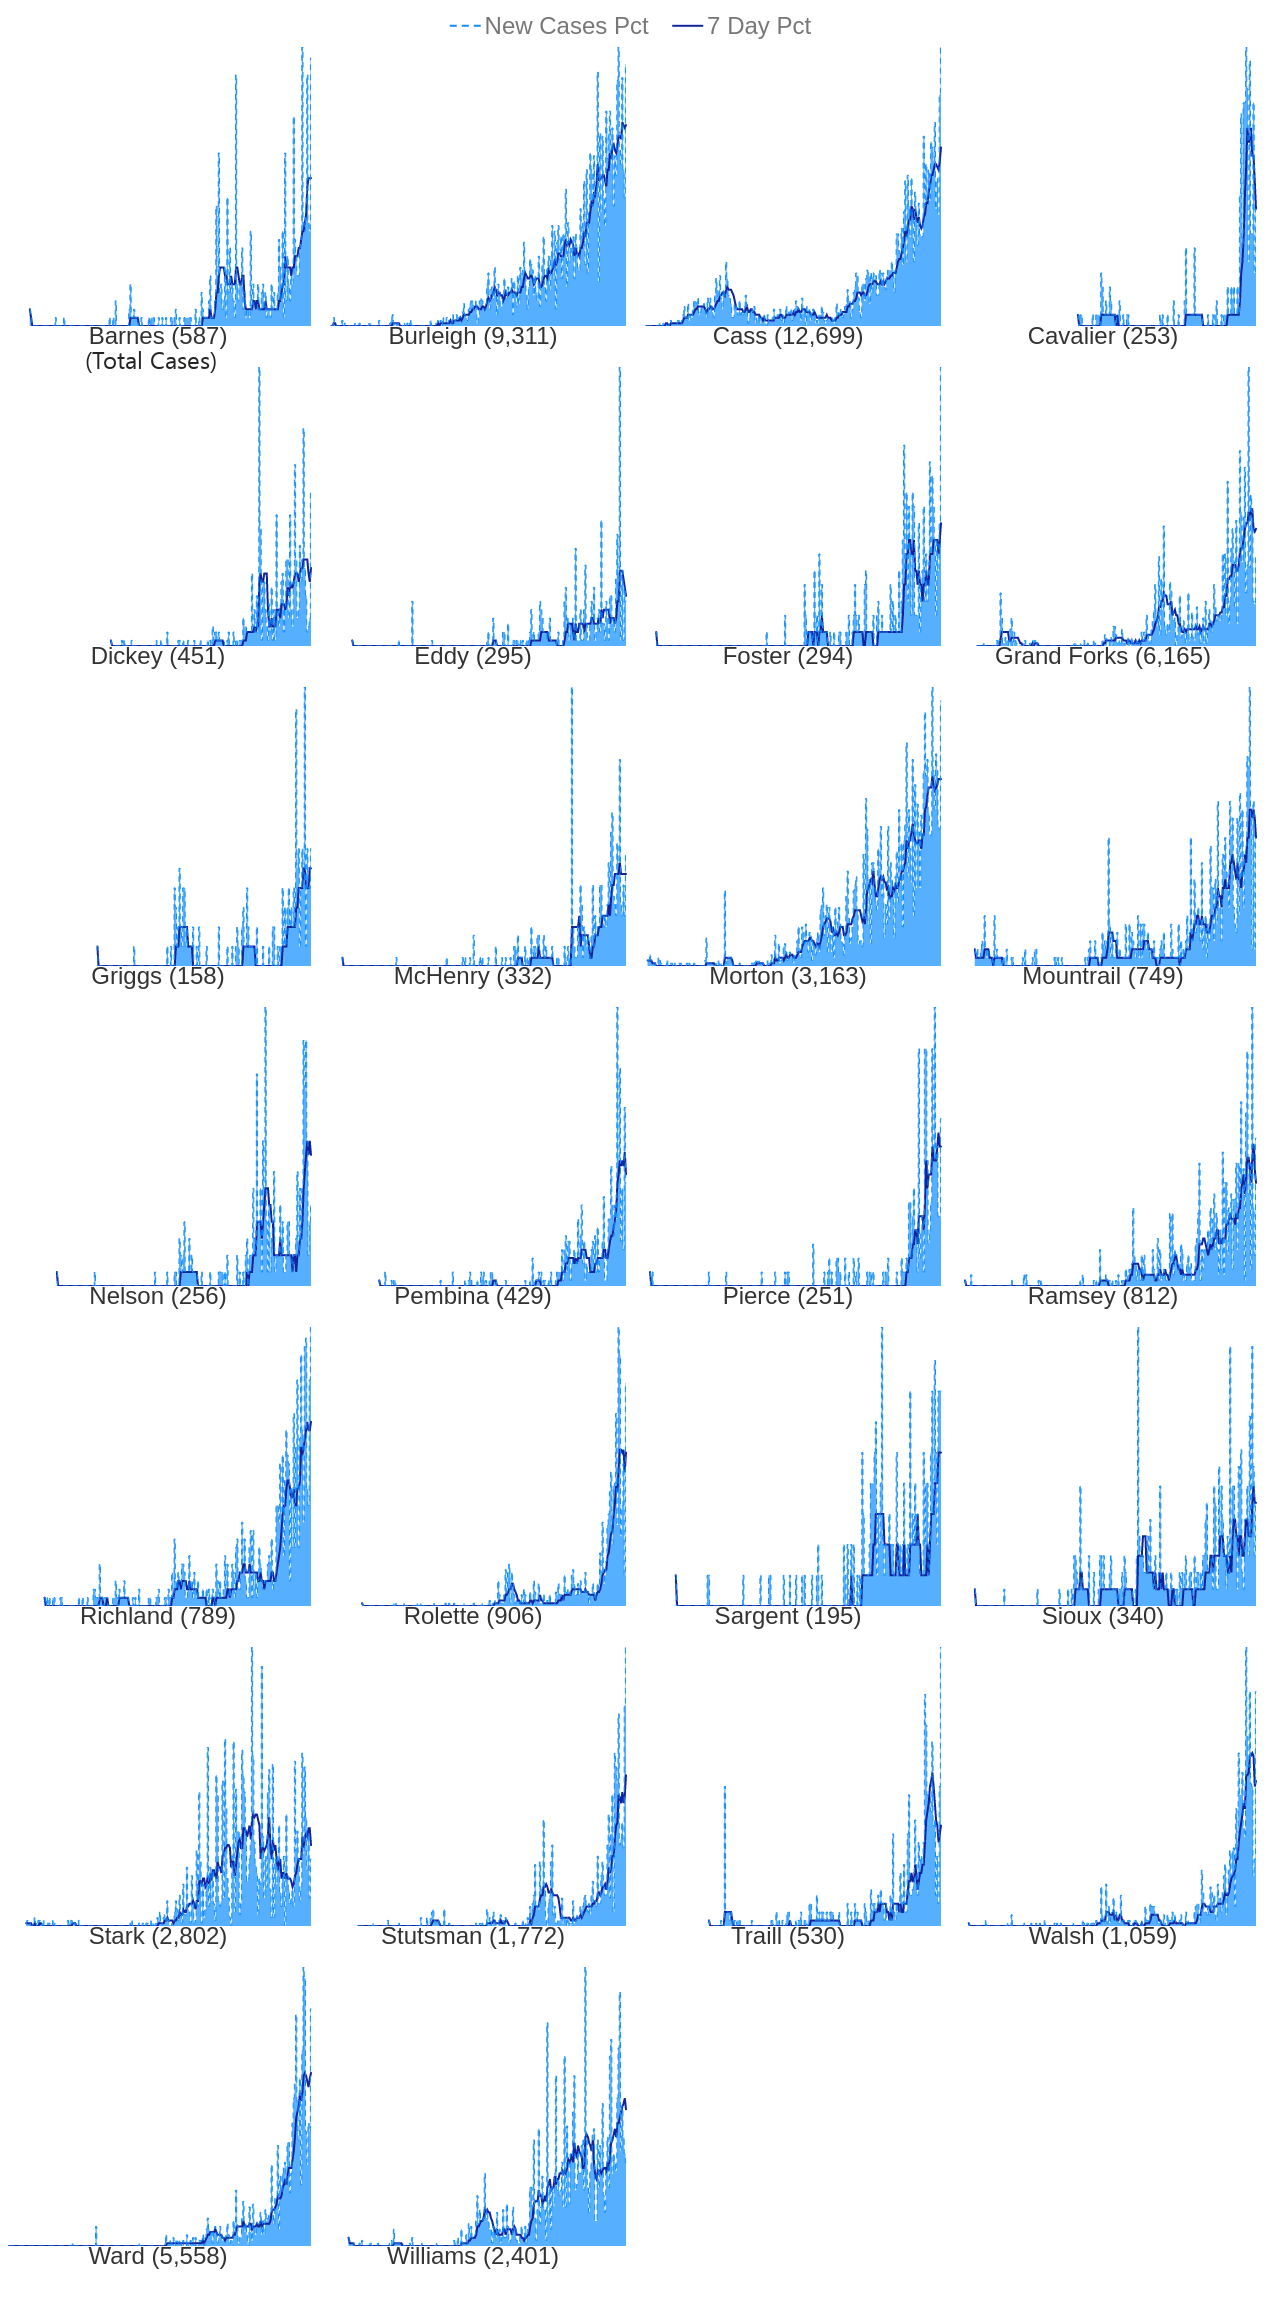 New Cases Pct 7 Day Pct
Barnes (587) Burleigh (9,311) Cass (12,699) Cavalier (253)
(Total Cases)
Dickey (451) Eddy (295) Foster (294) Grand Forks (6,165)
Griggs (158) McHenry (332) Morton (3,163) Mountrail (749)
Nelson (256) Pembina (429) Pierce (251) Ramsey (812)
Richland (789) Rolette (906) Sargent (195) Sioux (340)
Stark (2,802) Stutsman (1,772) Traill (530) Walsh (1,059)
Ward (5,558) Williams (2,401)